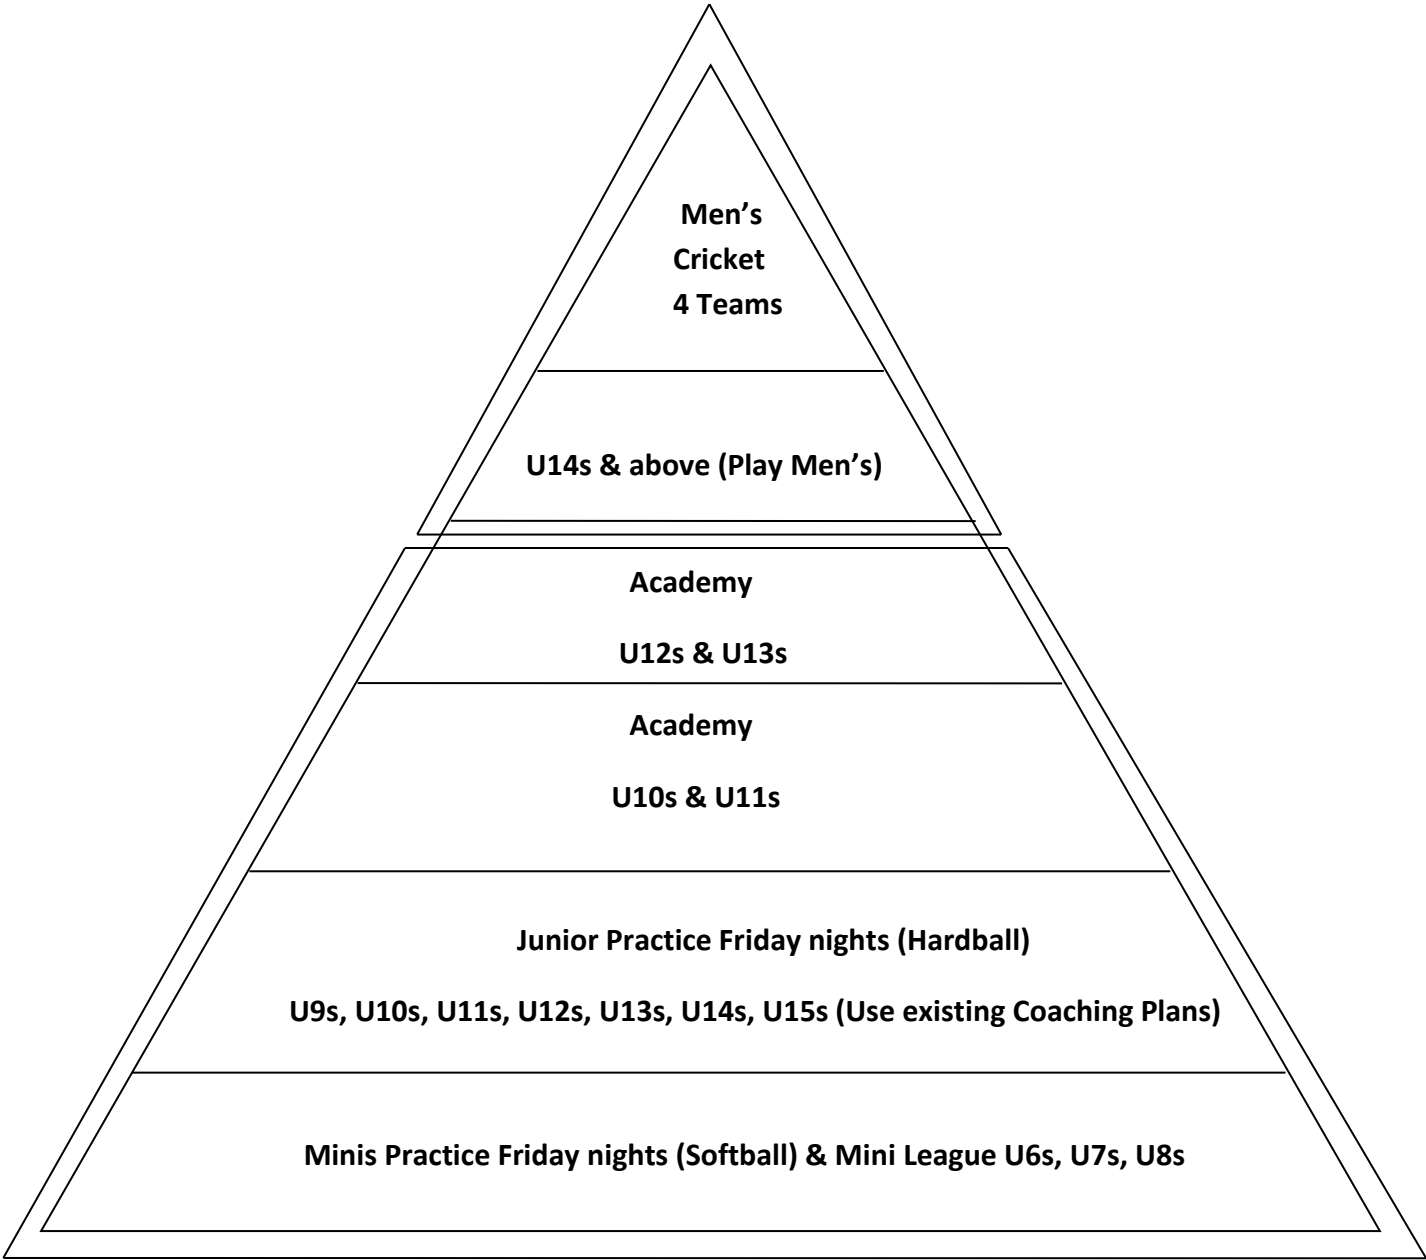 Men’s
Cricket
4 Teams
U14s & above (Play Men’s)
Academy
U12s & U13s
Academy
U10s & U11s
Junior Practice Friday nights (Hardball)
U9s, U10s, U11s, U12s, U13s, U14s, U15s (Use existing Coaching Plans)
Minis Practice Friday nights (Softball) & Mini League U6s, U7s, U8s